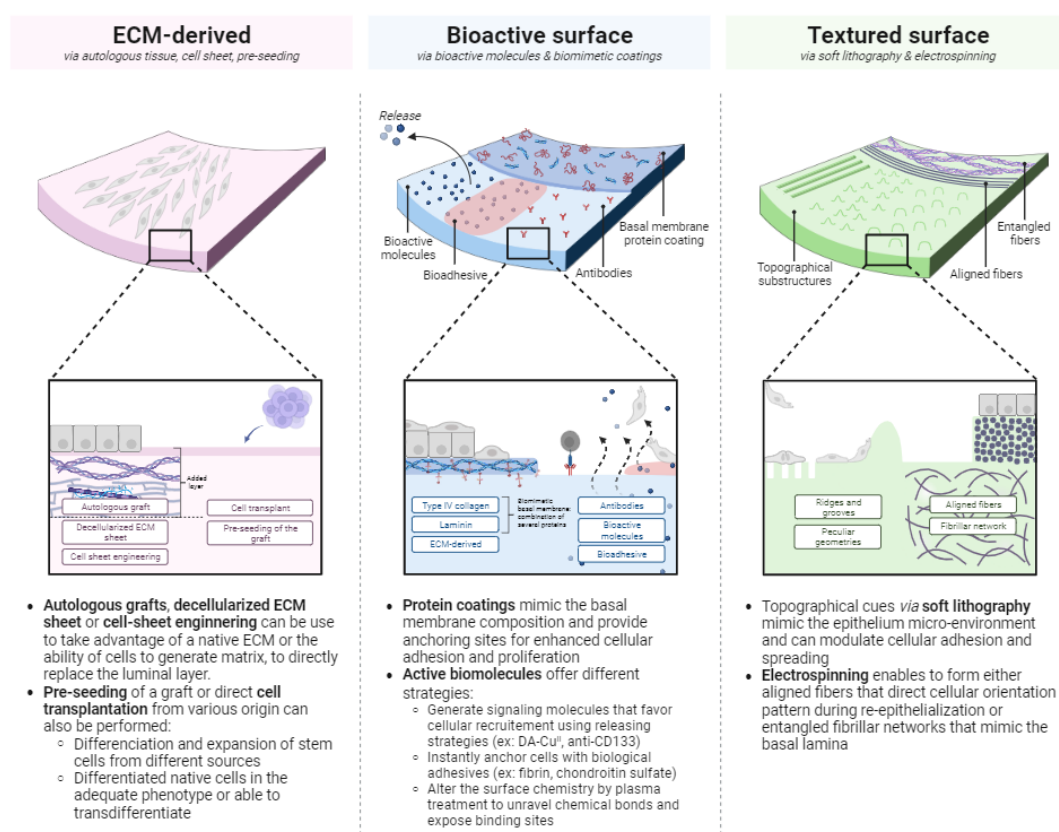 ECM-derived
via autologous tissue, cell sheet, pre-seeding
Bioactive surface
via bioactive molecules & biomimetic coatings
Textured surface
via soft lithography & electrospinning
Release
Bioactive
molecules
Bioadhesive
Antibodies
Basal membrane
protein coating
Topographical
substructures
Aligned fibers
Entangled
fibers
Added
layer
Autologous graft
Decellularized ECM
sheet
Cell sheet engineering
Cell transplant
Pre-seeding of the
graft
Type IV collagen
Laminin
ECM-derived
Biomimetic
basal membrane:
combination of
several proteins
Antibodies
Bioactive
molecules
Bioadhesive
Ridges and
grooves
Peculiar
geometries
Aligned fibers
Fibrillar network
• Autologous grafts, decellularized ECM
sheet or cell-sheet enginnering can be use
to take advantage of a native ECM or the
ability of cells to generate matrix, to directly
replace the luminal layer.
• Pre-seeding of a graft or direct cell
transplantation from various origin can
also be performed:
◦ Differenciation and expansion of stem
cells from different sources
◦ Differentiated native cells in the
adequate phenotype or able to
transdifferentiate
• Protein coatings mimic the basal
membrane composition and provide
anchoring sites for enhanced cellular
adhesion and proliferation
• Active biomolecules offer different
strategies:
◦ Generate signaling molecules that favor
cellular recruitement using releasing
strategies (ex: DA-Cuᴵᴵ, anti-CD133)
◦ Instantly anchor cells with biological
adhesives (ex: fibrin, chondroitin sulfate)
◦ Alter the surface chemistry by plasma
treatment to unravel chemical bonds and
expose binding sites
• Topographical cues via soft lithography
mimic the epithelium micro-environment
and can modulate cellular adhesion and
spreading
• Electrospinning enables to form either
aligned fibers that direct cellular orientation
pattern during re-epithelialization or
entangled fibrillar networks that mimic the
basal lamina